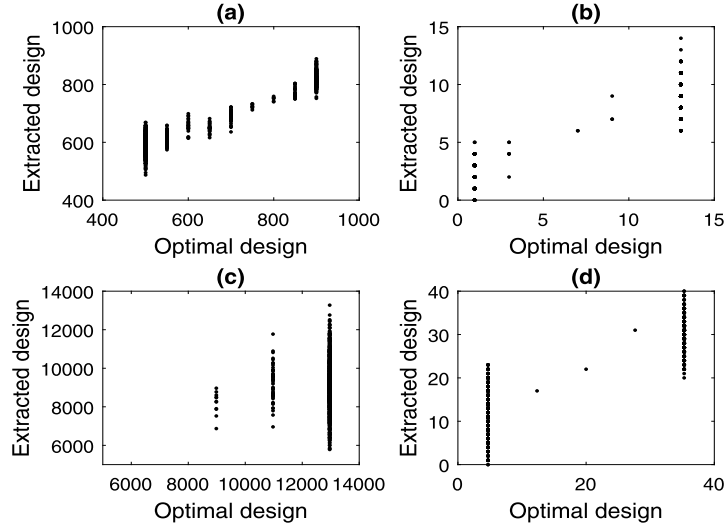 (a)
Extracted design
1000
800
600
400
400 600 800 1000
Optimal design
(b)
Extracted design
15
10
5
0
0 5 10 15
Optimal design
(c)
Extracted design
14000
12000
10000
8000
6000
6000 8000 10000 12000 14000
Optimal design
(d)
Extracted design
40
30
20
10
0
0 20 40
Optimal design